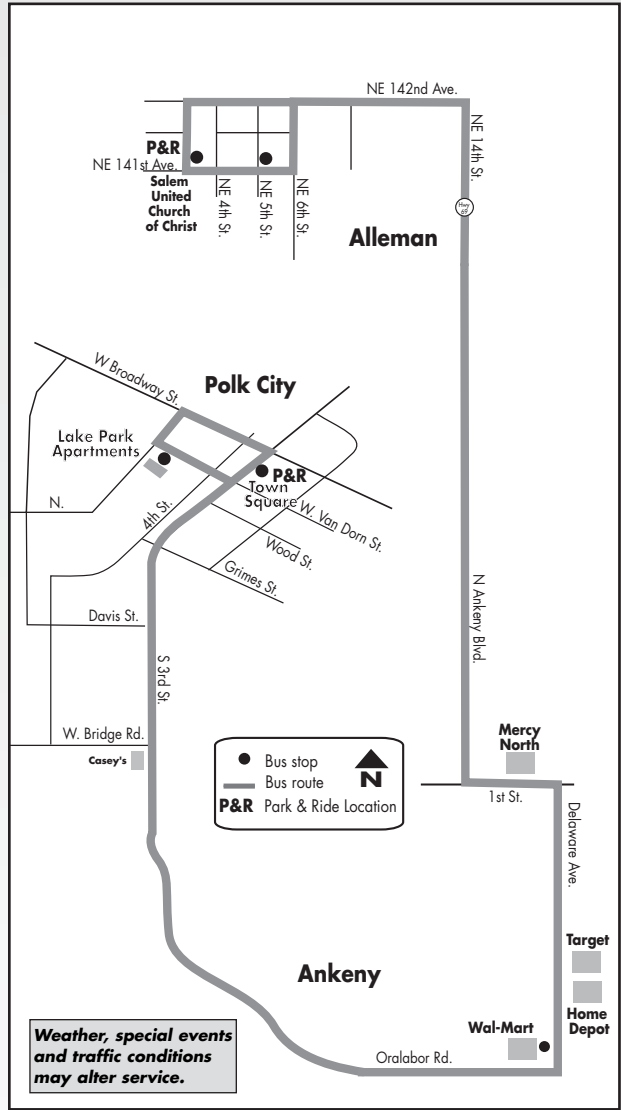 NE 142nd Ave.
NE 14th St.
P&R
NE 141st Ave.
Salem
United
Church
of Christ
NE 4th St.
NE 5th St.
NE 6th St.
Hwy
69
Alleman
W Broadway St.
Polk City
Lake Park
Apartments
P&R
Town
Square
N.
4th St.
W. Van Dorn St.
Wood St.
Grimes St.
Davis St.
S 3rd St.
N Ankeny Blvd.
W. Bridge Rd.
Casey's
Bus stop
Bus route
P&R Park & Ride Location
N
Mercy
North
1st St.
Delaware Ave.
Target
Home
Depot
Ankeny
Wal-Mart
Oralabor Rd.
Weather, special events
and traffic conditions
may alter service.